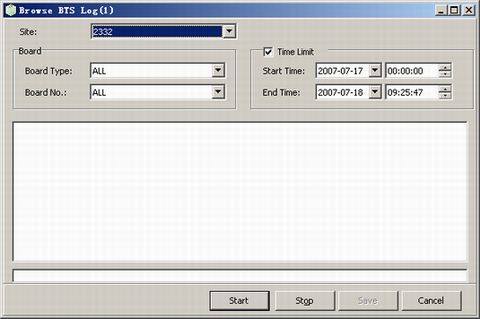 Browse BTS Log(1)
Site: 2332
Board
Time Limit
Board Type: ALL
Start Time: 2007-07-17 00:00:00
Board No.: ALL
End Time: 2007-07-18 09:25:47
Start Stop Save Cancel